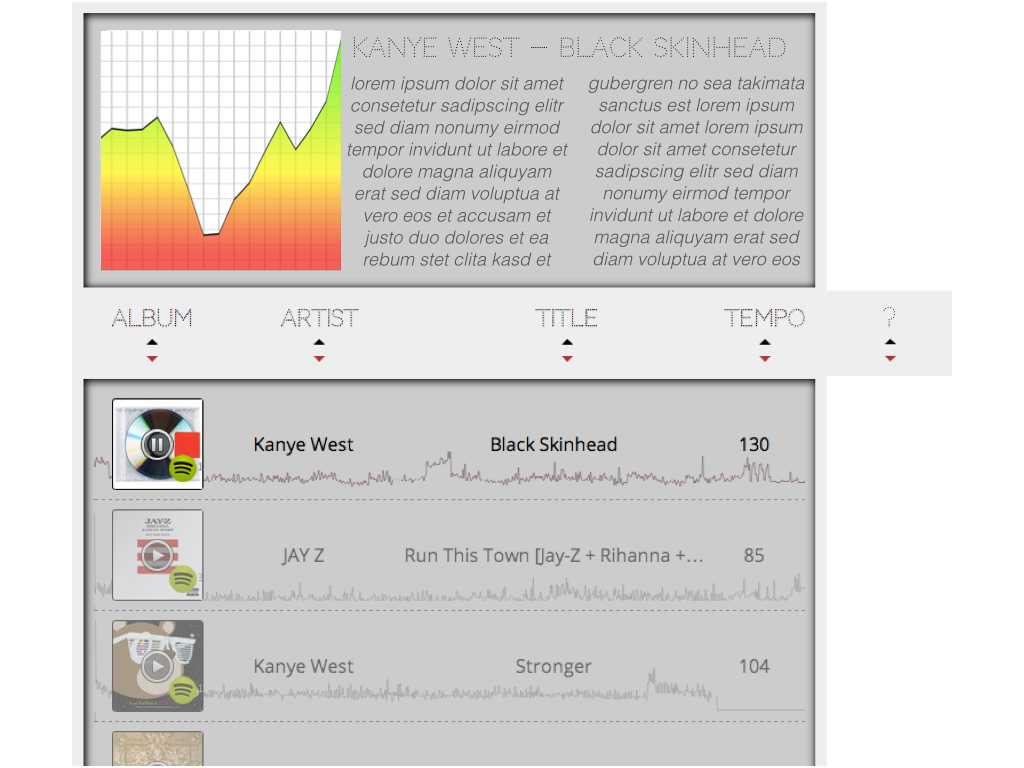 KANYE WEST – BLACK SKINHEAD
lorem ipsum dolor sit amet
consetetur sadipscing elitr
sed diam nonumy eirmod
tempor invidunt ut labore et
dolore magna aliquyam
erat sed diam voluptua at
vero eos et accusam et
justo duo dolores et ea
rebum stet clita kasd et
gubergren no sea takimata
sanctus est lorem ipsum
dolor sit amet lorem ipsum
dolor sit amet consetetur
sadipscing elitr sed diam
nonumy eirmod tempor
invidunt ut labore et dolore
magna aliquyam erat sed
diam voluptua at vero eos
ALBUM ARTIST TITLE TEMPO ?
Kanye West Black Skinhead 130
JAY-Z
JAY Z Run This Town [Jay-Z + Rihanna +... 85
Kanye West Stronger 104